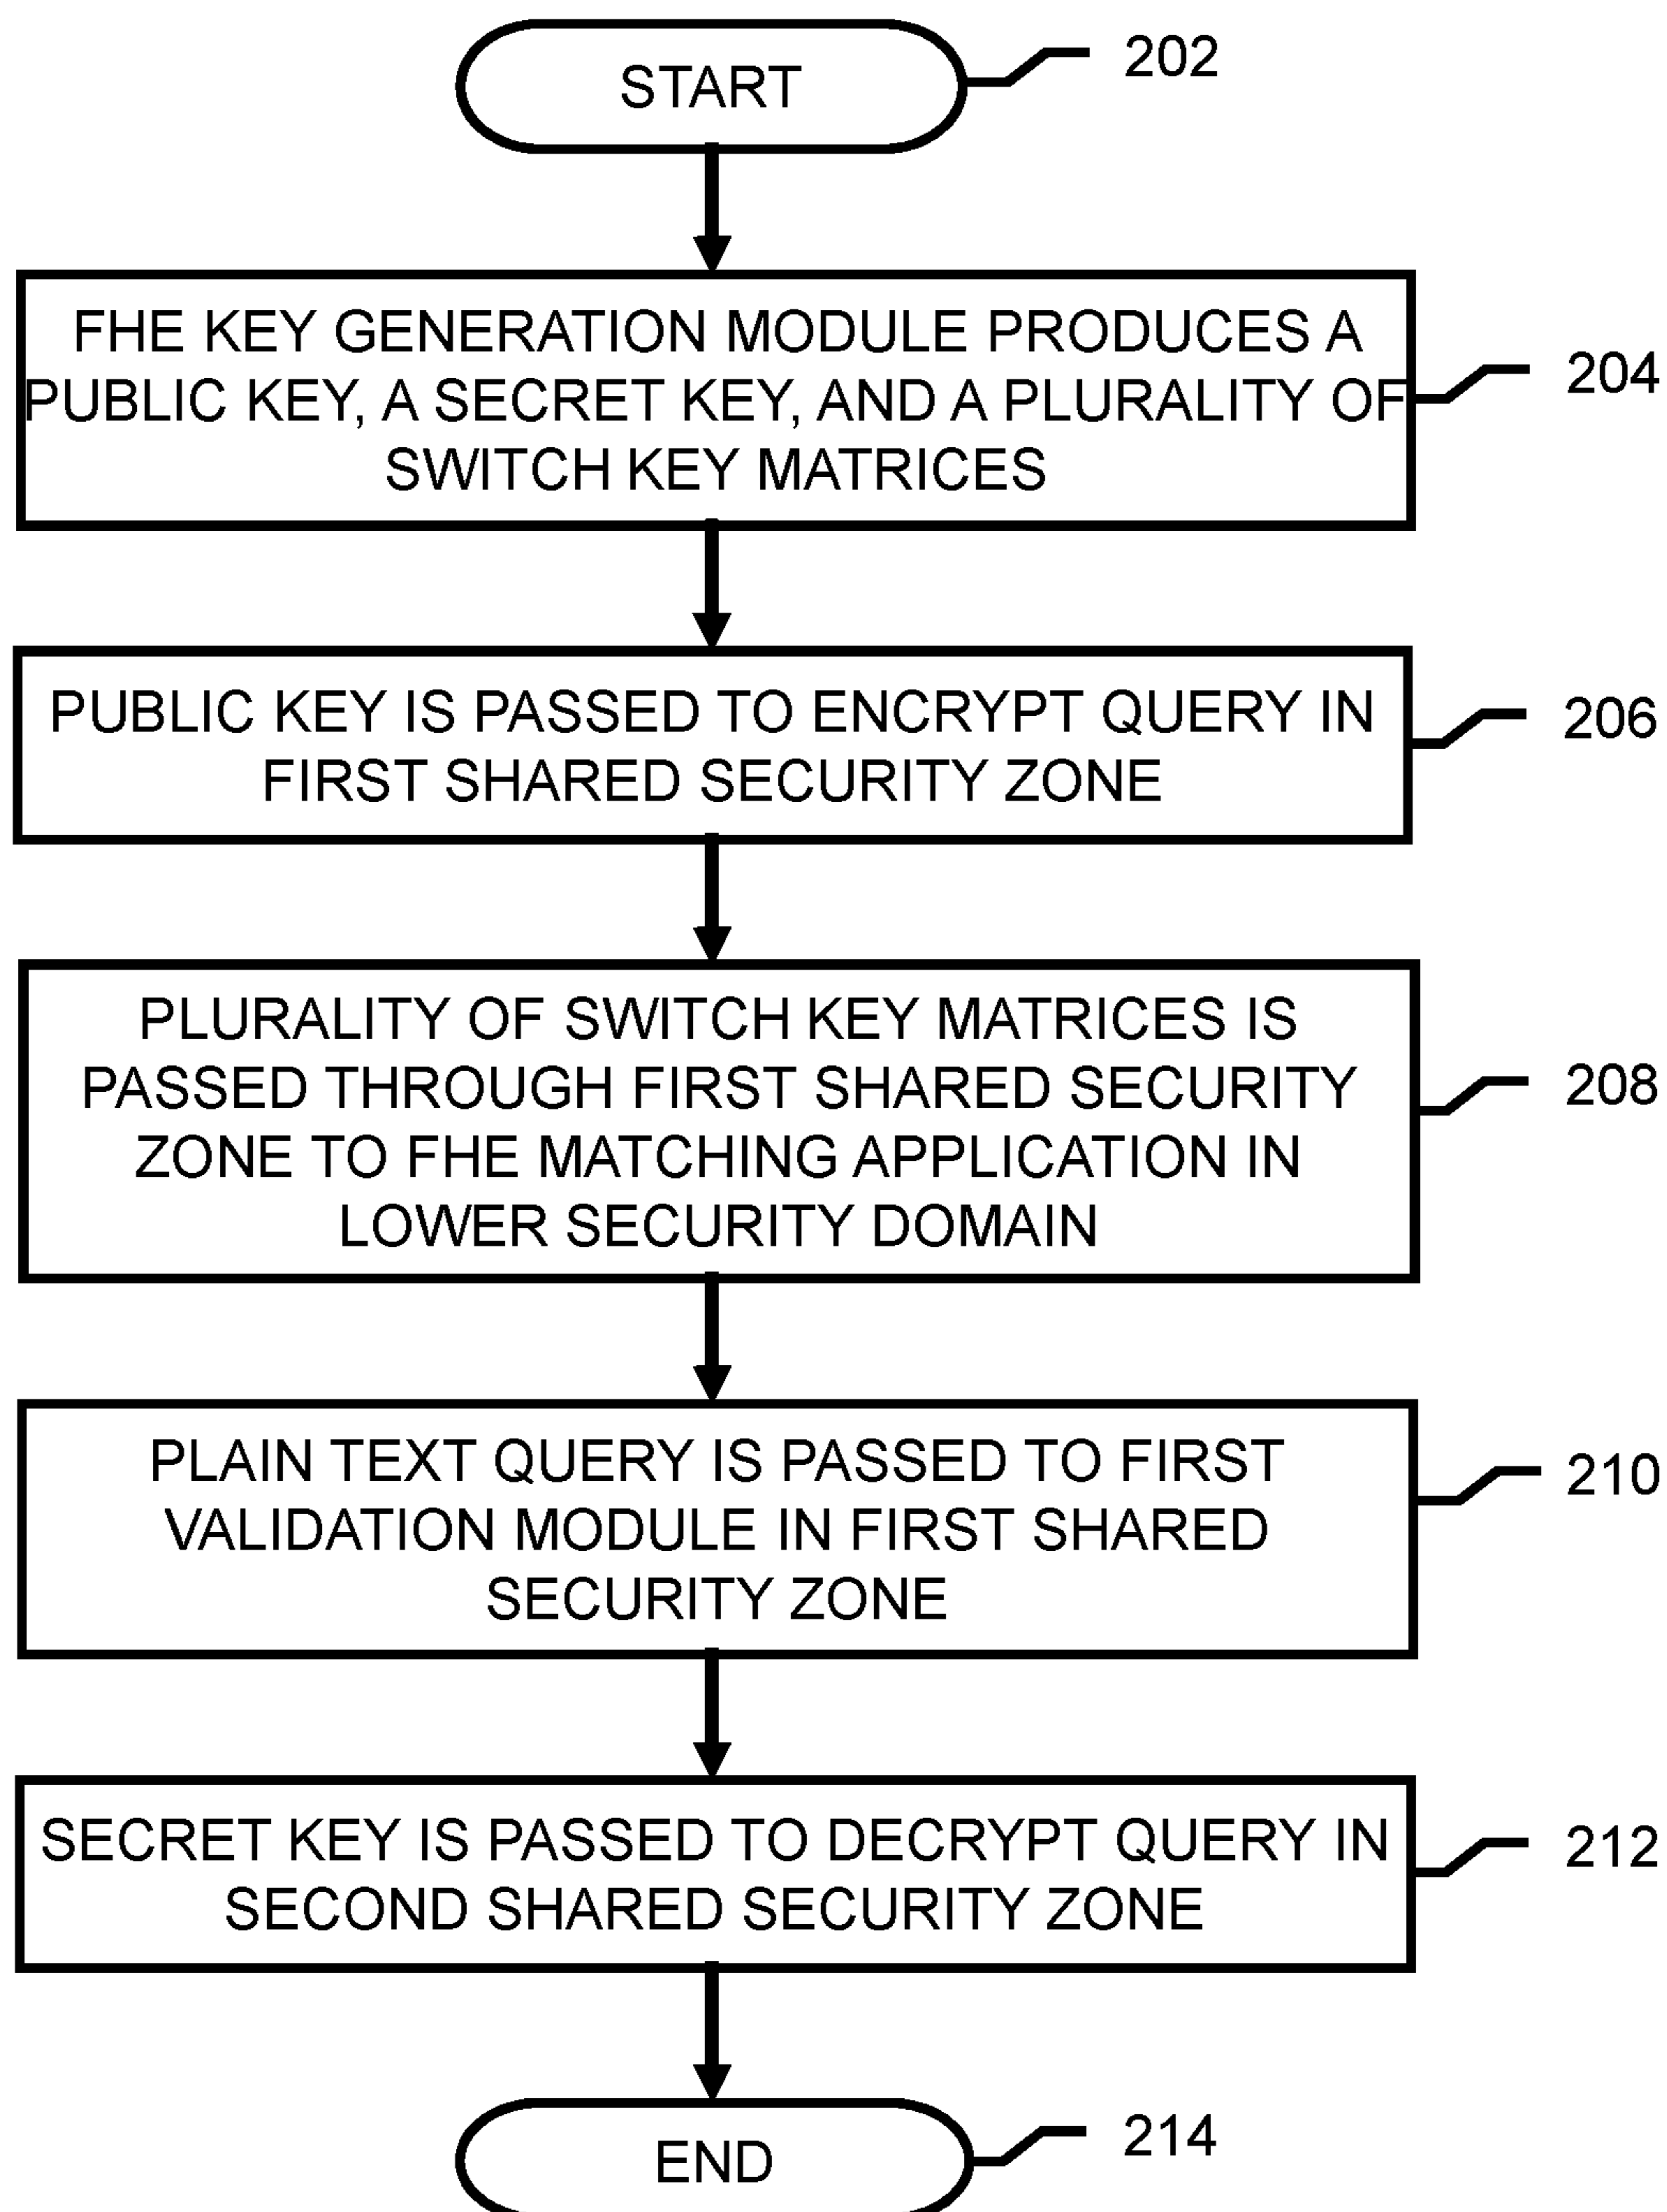 START
202
FHE KEY GENERATION MODULE PRODUCES A
PUBLIC KEY, A SECRET KEY, AND A PLURALITY OF
SWITCH KEY MATRICES
204
PUBLIC KEY IS PASSED TO ENCRYPT QUERY IN
FIRST SHARED SECURITY ZONE
206
PLURALITY OF SWITCH KEY MATRICES IS
PASSED THROUGH FIRST SHARED SECURITY
ZONE TO FHE MATCHING APPLICATION IN
LOWER SECURITY DOMAIN
208
PLAIN TEXT QUERY IS PASSED TO FIRST
VALIDATION MODULE IN FIRST SHARED
SECURITY ZONE
210
SECRET KEY IS PASSED TO DECRYPT QUERY IN
SECOND SHARED SECURITY ZONE
212
END
214